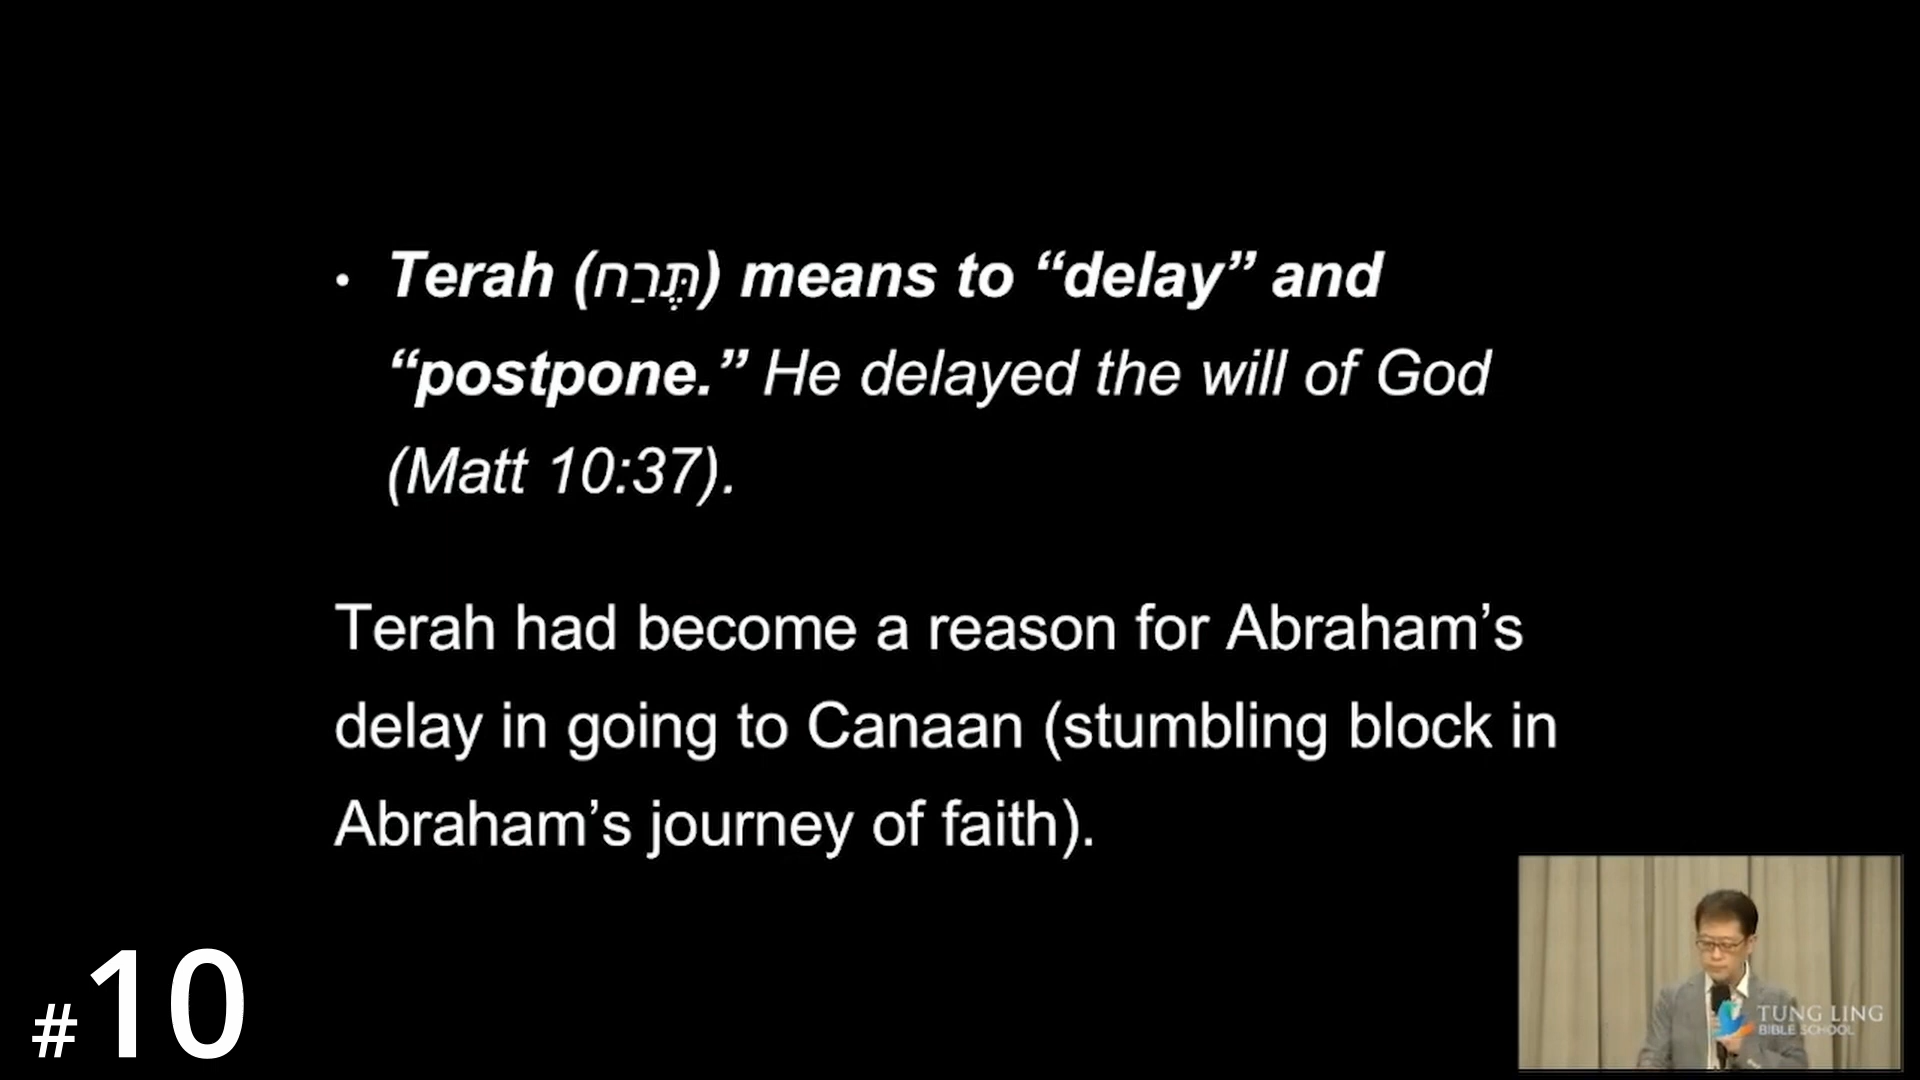 • Terah (תֶּרַח) means to “delay” and
“postpone.” He delayed the will of God
(Matt 10:37).
Terah had become a reason for Abraham’s
delay in going to Canaan (stumbling block in
Abraham’s journey of faith).
#10
TUNG LING
BIBLE SCHOOL